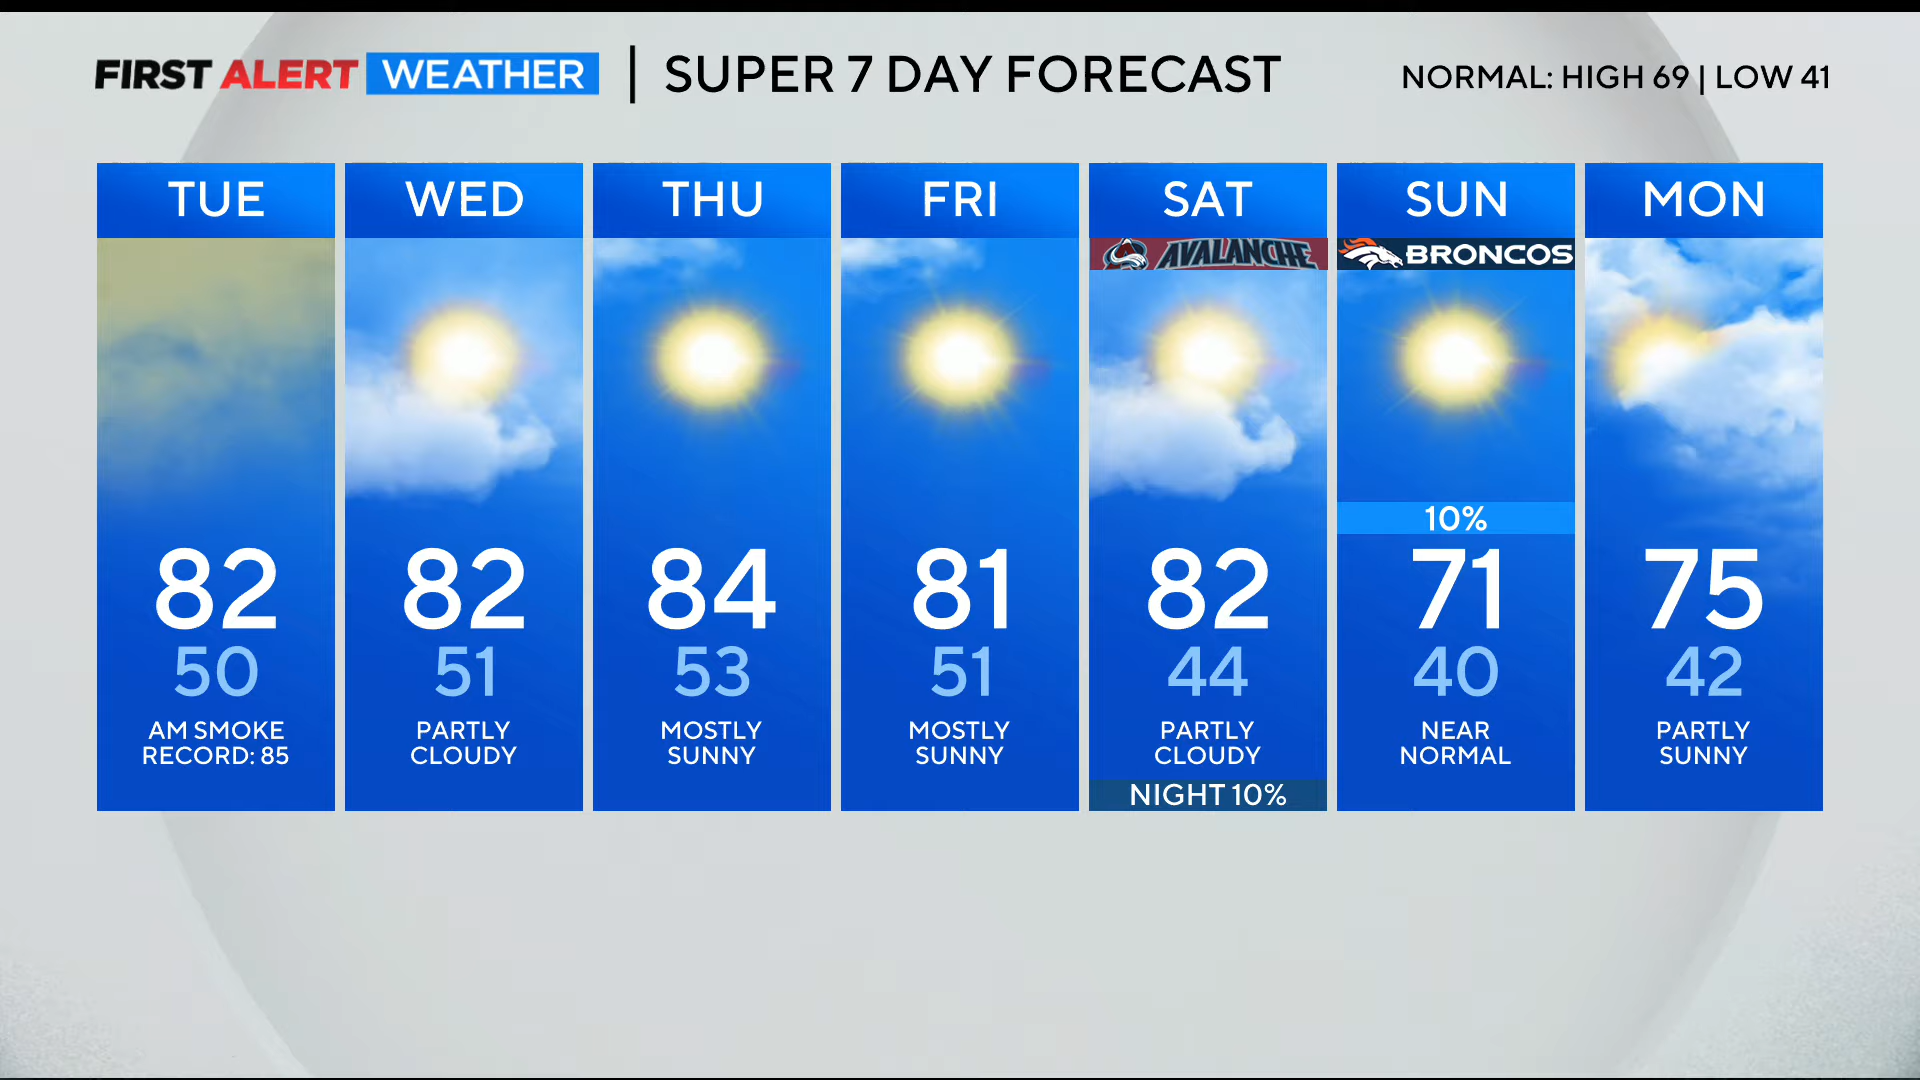 FIRST ALERT WEATHER | SUPER 7 DAY FORECAST
NORMAL: HIGH 69 | LOW 41
TUE
82
50
AM SMOKE
RECORD: 85
WED
82
51
PARTLY
CLOUDY
THU
84
53
MOSTLY
SUNNY
FRI
81
51
MOSTLY
SUNNY
SAT
AVALANCHE
82
44
PARTLY
CLOUDY
NIGHT 10%
SUN
BRONCOS
10%
71
40
NEAR
NORMAL
MON
75
42
PARTLY
SUNNY